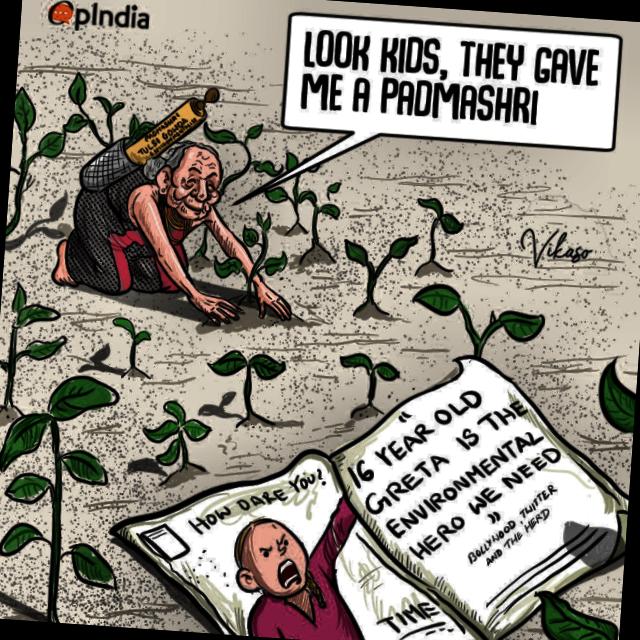 OpIndia
LOOK KIDS, THEY GAVE
ME A PADMASHRI
PADMASHRI
TULSI GOWDA
Vikaso
HOW DARE YOU!
TIME
"
16 YEAR OLD
GRETA IS THE
ENVIRONMENTAL
HERO WE NEED
"
BOLLYWOOD TWITTER
AND THE HERD